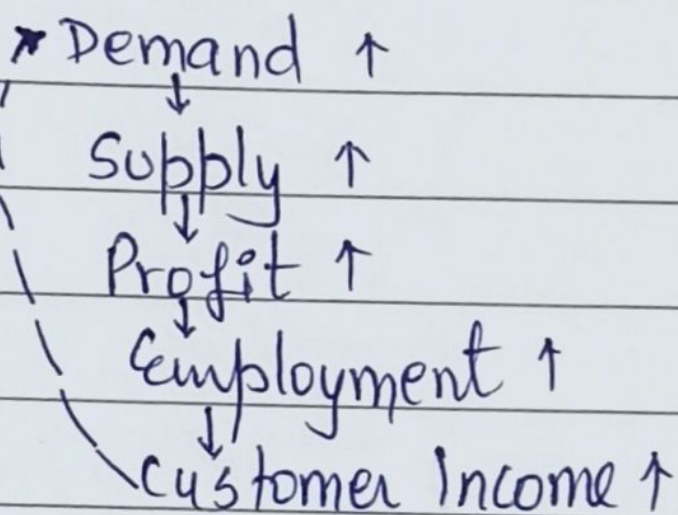 Demand ↑
↓
Supply ↑
↓
Profit ↑
↓
Employment ↑
↓
Customer Income ↑